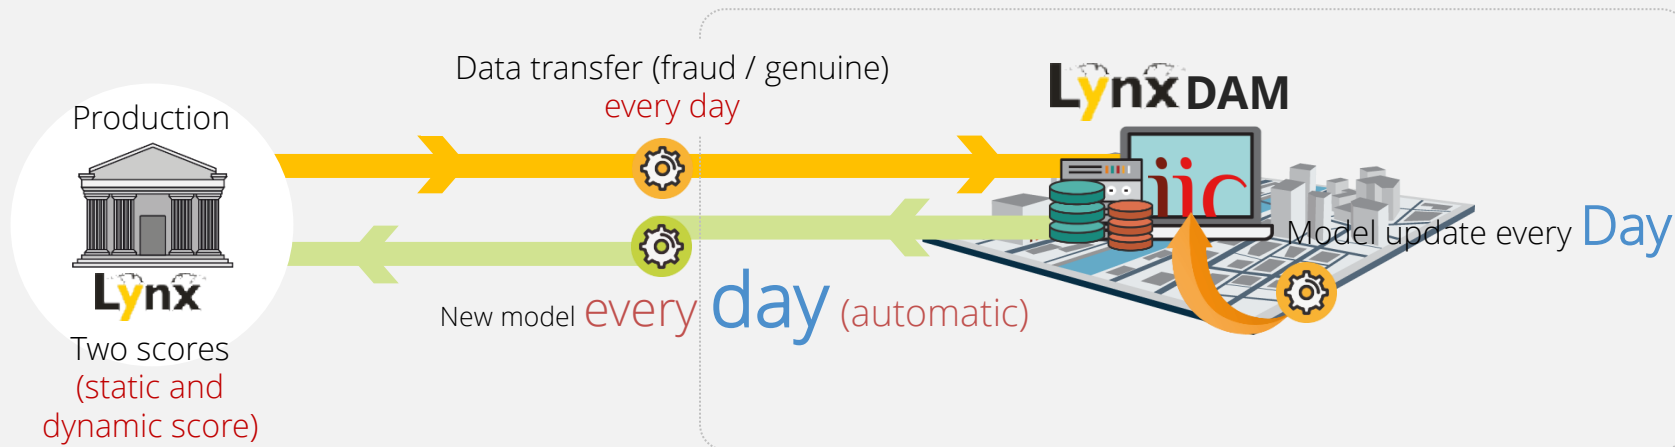 Data transfer (fraud / genuine)
every day
Production
Lynx
Two scores
(static and
dynamic score)
New model every day (automatic)
Lynx DAM
iic
Model update every Day